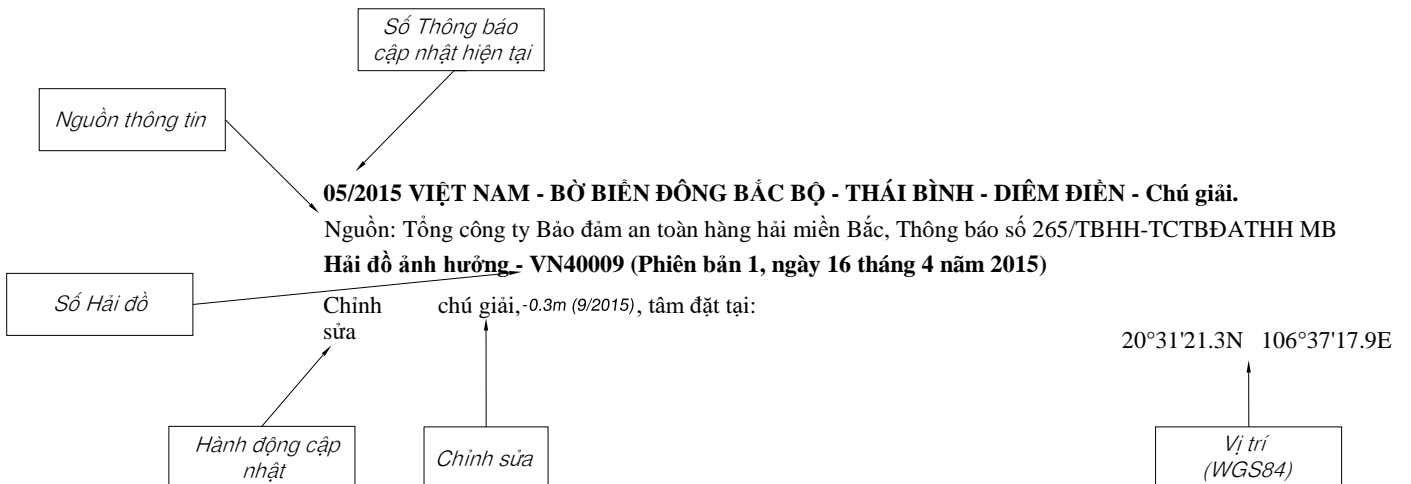 Số Thông báo
cập nhật hiện tại
Nguồn thông tin
05/2015 VIỆT NAM - BỜ BIỂN ĐÔNG BẮC BỘ - THÁI BÌNH - DIÊM ĐIỀN - Chú giải.
Nguồn: Tổng công ty Bảo đảm an toàn hàng hải miền Bắc, Thông báo số 265/TBHH-TCTBĐATHH MB
Hải đồ ảnh hưởng - VN40009 (Phiên bản 1, ngày 16 tháng 4 năm 2015)
Số Hải đồ
Chỉnh sửa chú giải, -0.3m (9/2015), tâm đặt tại:
20°31'21.3N 106°37'17.9E
Hành động cập
nhật
Chỉnh sửa
Vị trí
(WGS84)